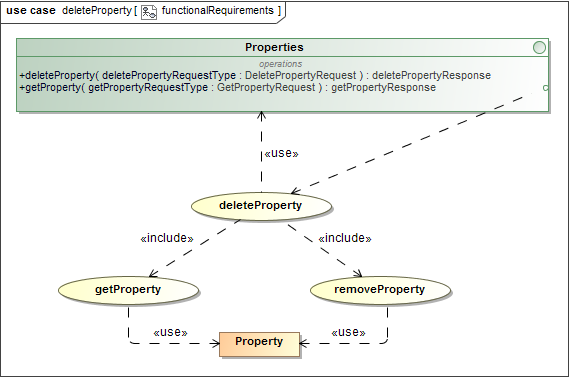 use case deleteProperty [ functionalRequirements ]
Properties
operations
+deleteProperty( deletePropertyRequestType : DeletePropertyRequest ) : deletePropertyResponse
+getProperty( getPropertyRequestType : GetPropertyRequest ) : getPropertyResponse
«use»
deleteProperty
«include» «include»
getProperty removeProperty
«use» «use»
Property